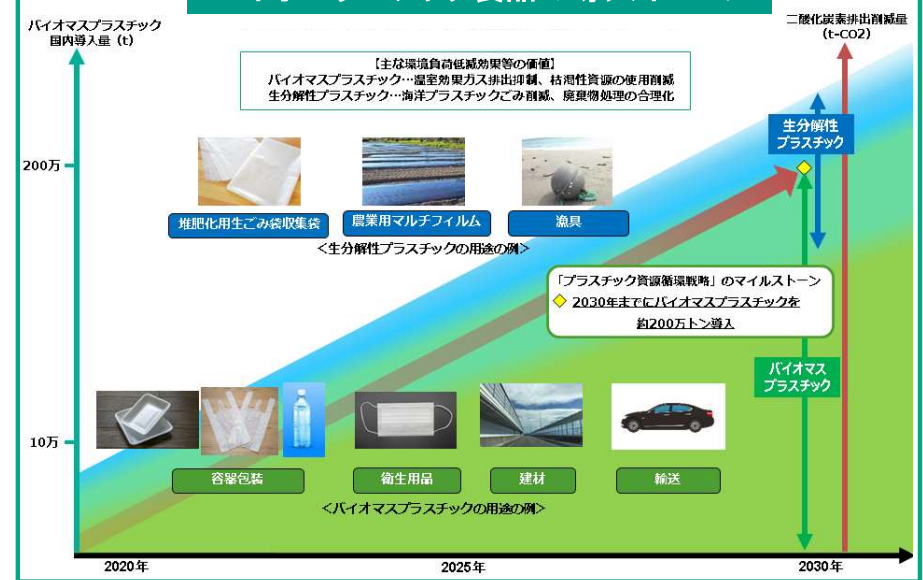 バイオマスプラスチック
国内導入量（t）
二酸化炭素排出削減量
（t-CO2）
【主な環境負荷低減効果等の価値】
バイオマスプラスチック…温室効果ガス排出抑制、枯渇性資源の使用削減
生分解性プラスチック…海洋プラスチックごみ削減、廃棄物処理の合理化
生分解性
プラスチック
200万
堆肥化用生ごみ袋収集袋
農業用マルチフィルム
漁具
＜生分解性プラスチックの用途の例＞
「プラスチック資源循環戦略」のマイルストーン
2030年までにバイオマスプラスチックを
約200万トン導入
バイオマス
プラスチック
10万
容器包装
衛生用品
建材
輸送
＜バイオマスプラスチックの用途の例＞
2020年
2025年
2030年